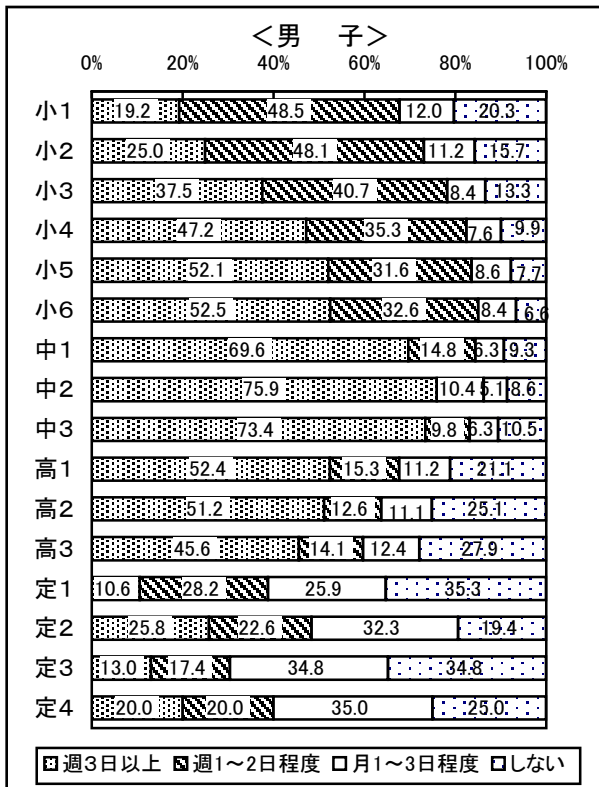 ＜男　子＞
0% 20% 40% 60% 80% 100%
小1 19.2 48.5 12.0 20.3
小2 25.0 48.1 11.2 15.7
小3 37.5 40.7 8.4 13.3
小4 47.2 35.3 7.6 9.9
小5 52.1 31.6 8.6 7.7
小6 52.5 32.6 8.4 6.6
中1 69.6 14.8 6.3 9.3
中2 75.9 10.4 5.1 8.6
中3 73.4 9.8 6.3 10.5
高1 52.4 15.3 11.2 21.1
高2 51.2 12.6 11.1 25.1
高3 45.6 14.1 12.4 27.9
定1 10.6 28.2 25.9 35.3
定2 25.8 22.6 32.3 19.4
定3 13.0 17.4 34.8 34.8
定4 20.0 20.0 35.0 25.0
週3日以上 週1～2日程度 月1～3日程度 しない